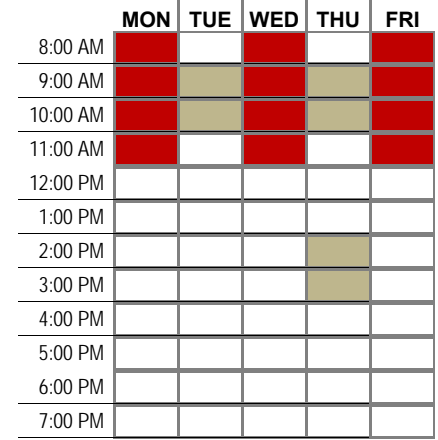 MON TUE WED THU FRI
8:00 AM
9:00 AM
10:00 AM
11:00 AM
12:00 PM
1:00 PM
2:00 PM
3:00 PM
4:00 PM
5:00 PM
6:00 PM
7:00 PM